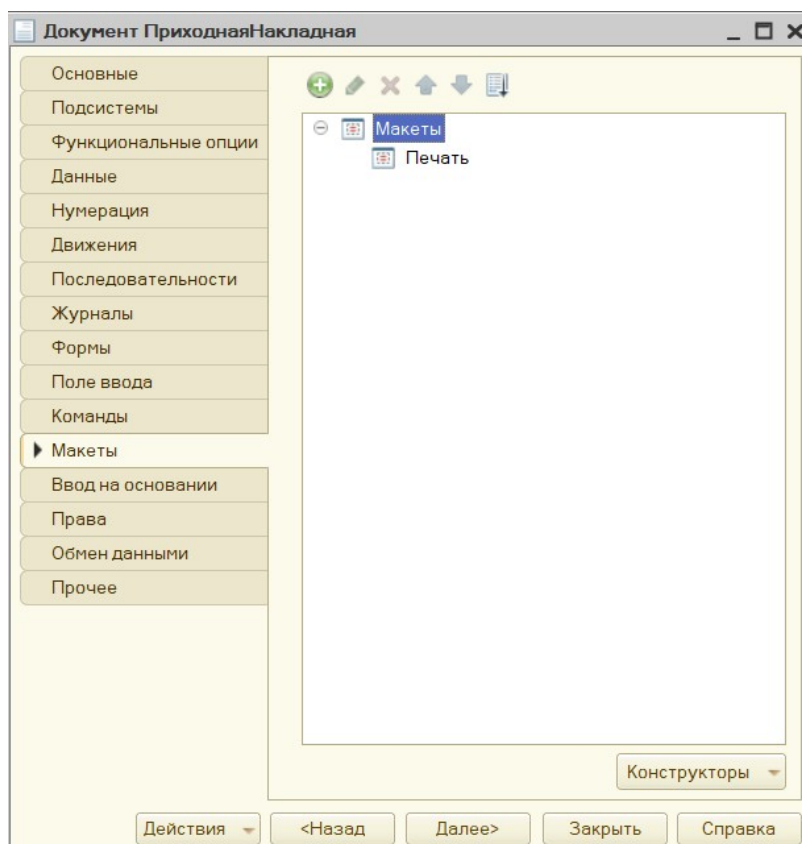 Документ ПриходнаяНакладная
Основные
Подсистемы
Функциональные опции
Данные
Нумерация
Движения
Последовательности
Журналы
Формы
Поле ввода
Команды
Макеты
Ввод на основании
Права
Обмен данными
Прочее
Макеты
Печать
Конструкторы
Действия
<Назад
Далее>
Закрыть
Справка